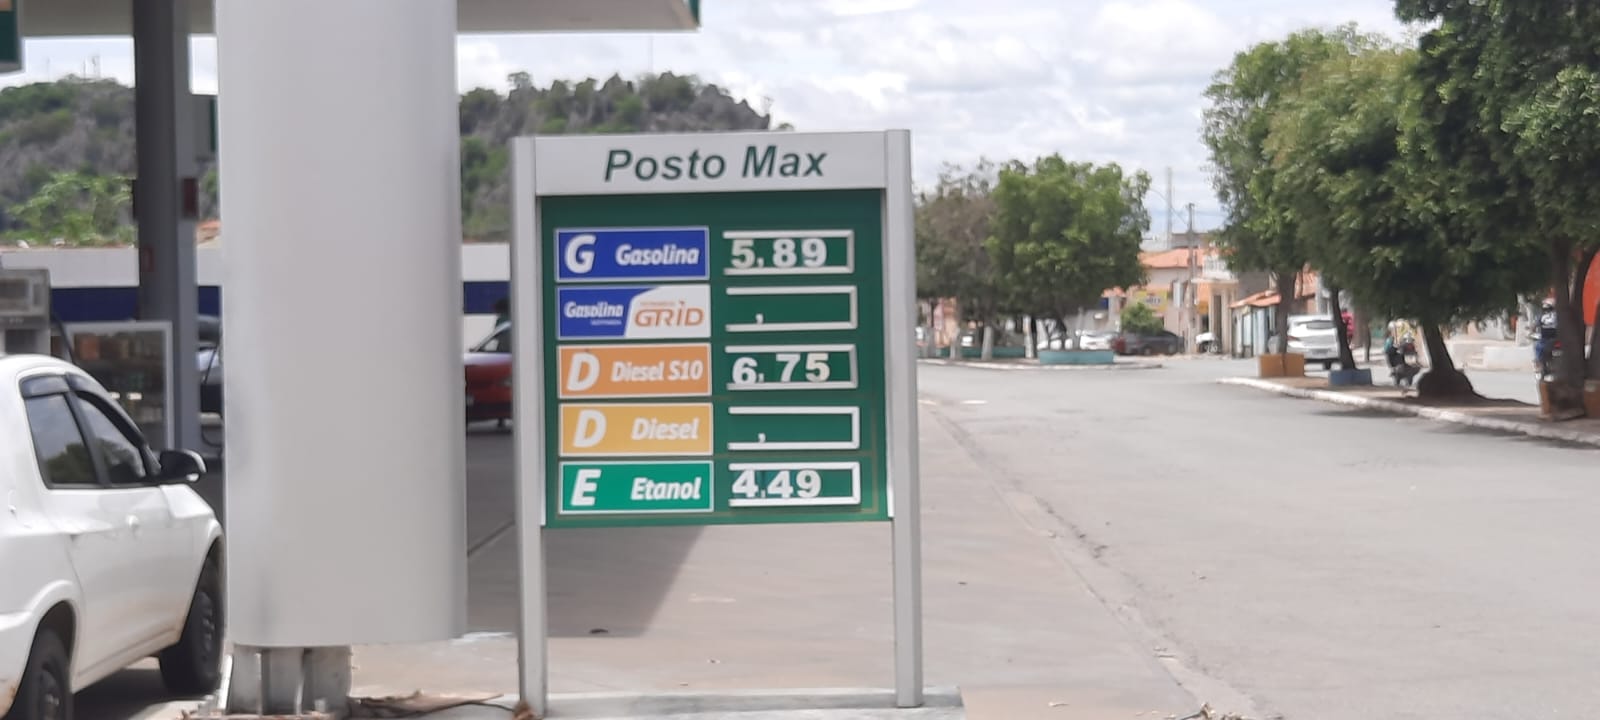 Posto Max
G Gasolina 5,89
Gasolina GRID ,
D Diesel S10 6,75
D Diesel ,
E Etanol 4,49